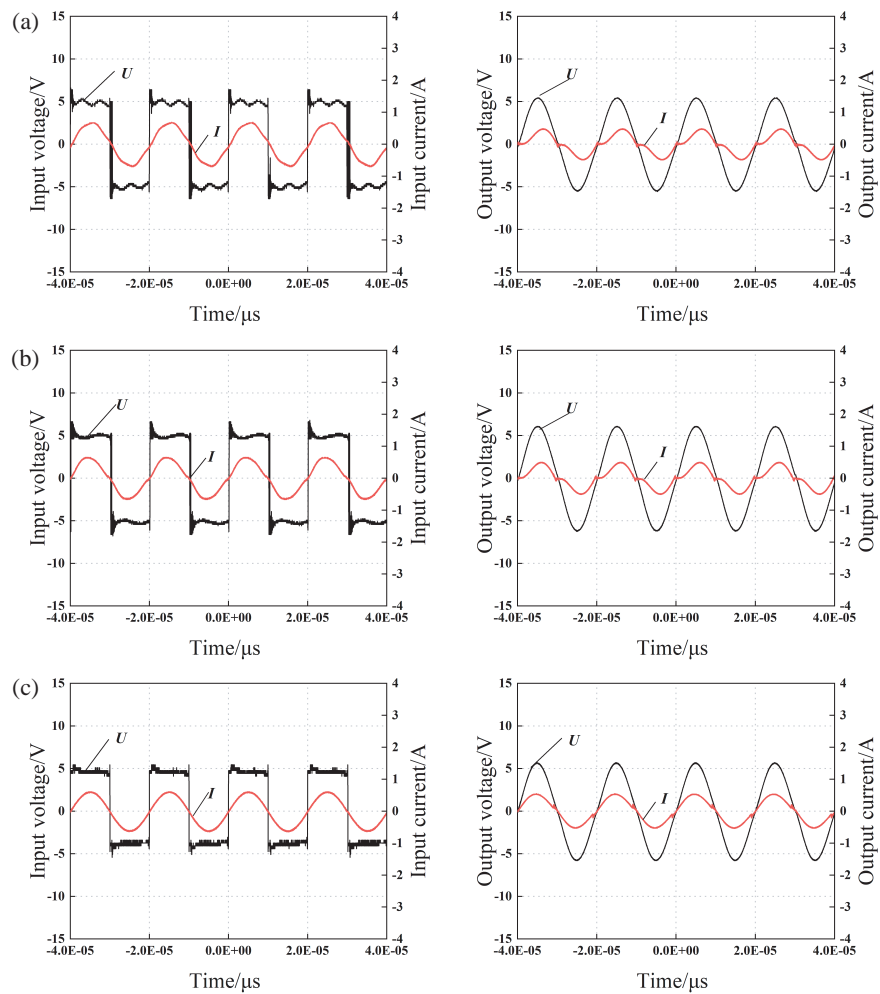 (a)
Input voltage/V
15
10
5
0
-5
-10
-15
U
I
4
3
2
1
0
-1
-2
-3
-4
Input current/A
-4.0E-05 -2.0E-05 0.0E+00 2.0E-05 4.0E-05
Time/μs
Output voltage/V
15
10
5
0
-5
-10
-15
U
I
4
3
2
1
0
-1
-2
-3
-4
Output current/A
-4.0E-05 -2.0E-05 0.0E+00 2.0E-05 4.0E-05
Time/μs
(b)
Input voltage/V
15
10
5
0
-5
-10
-15
U
I
4
3
2
1
0
-1
-2
-3
-4
Input current/A
-4.0E-05 -2.0E-05 0.0E+00 2.0E-05 4.0E-05
Time/μs
Output voltage/V
15
10
5
0
-5
-10
-15
U
I
4
3
2
1
0
-1
-2
-3
-4
Output current/A
-4.0E-05 -2.0E-05 0.0E+00 2.0E-05 4.0E-05
Time/μs
(c)
Input voltage/V
15
10
5
0
-5
-10
-15
U
I
4
3
2
1
0
-1
-2
-3
-4
Input current/A
-4.0E-05 -2.0E-05 0.0E+00 2.0E-05 4.0E-05
Time/μs
Output voltage/V
15
10
5
0
-5
-10
-15
U
I
4
3
2
1
0
-1
-2
-3
-4
Output current/A
-4.0E-05 -2.0E-05 0.0E+00 2.0E-05 4.0E-05
Time/μs